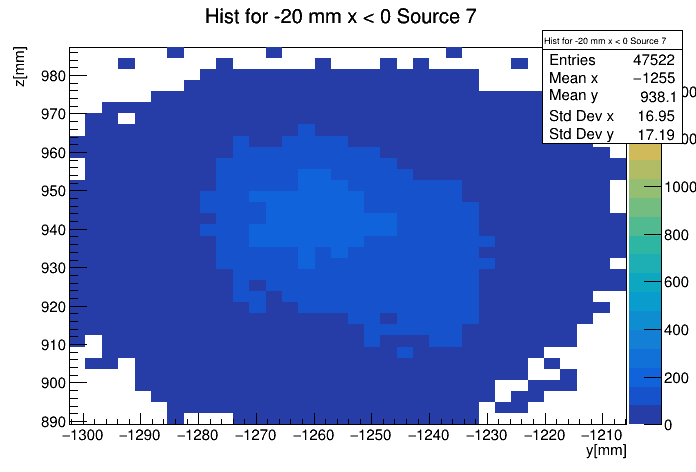 Hist for -20 mm x < 0 Source 7
Hist for -20 mm x < 0 Source 7
Entries 47522
Mean x −1255
Mean y 938.1
Std Dev x 16.95
Std Dev y 17.19
z[mm]
980
970
960
950
940
930
920
910
900
890
−1300 −1290 −1280 −1270 −1260 −1250 −1240 −1230 −1220 −1210
y[mm]
1000
800
600
400
200
0